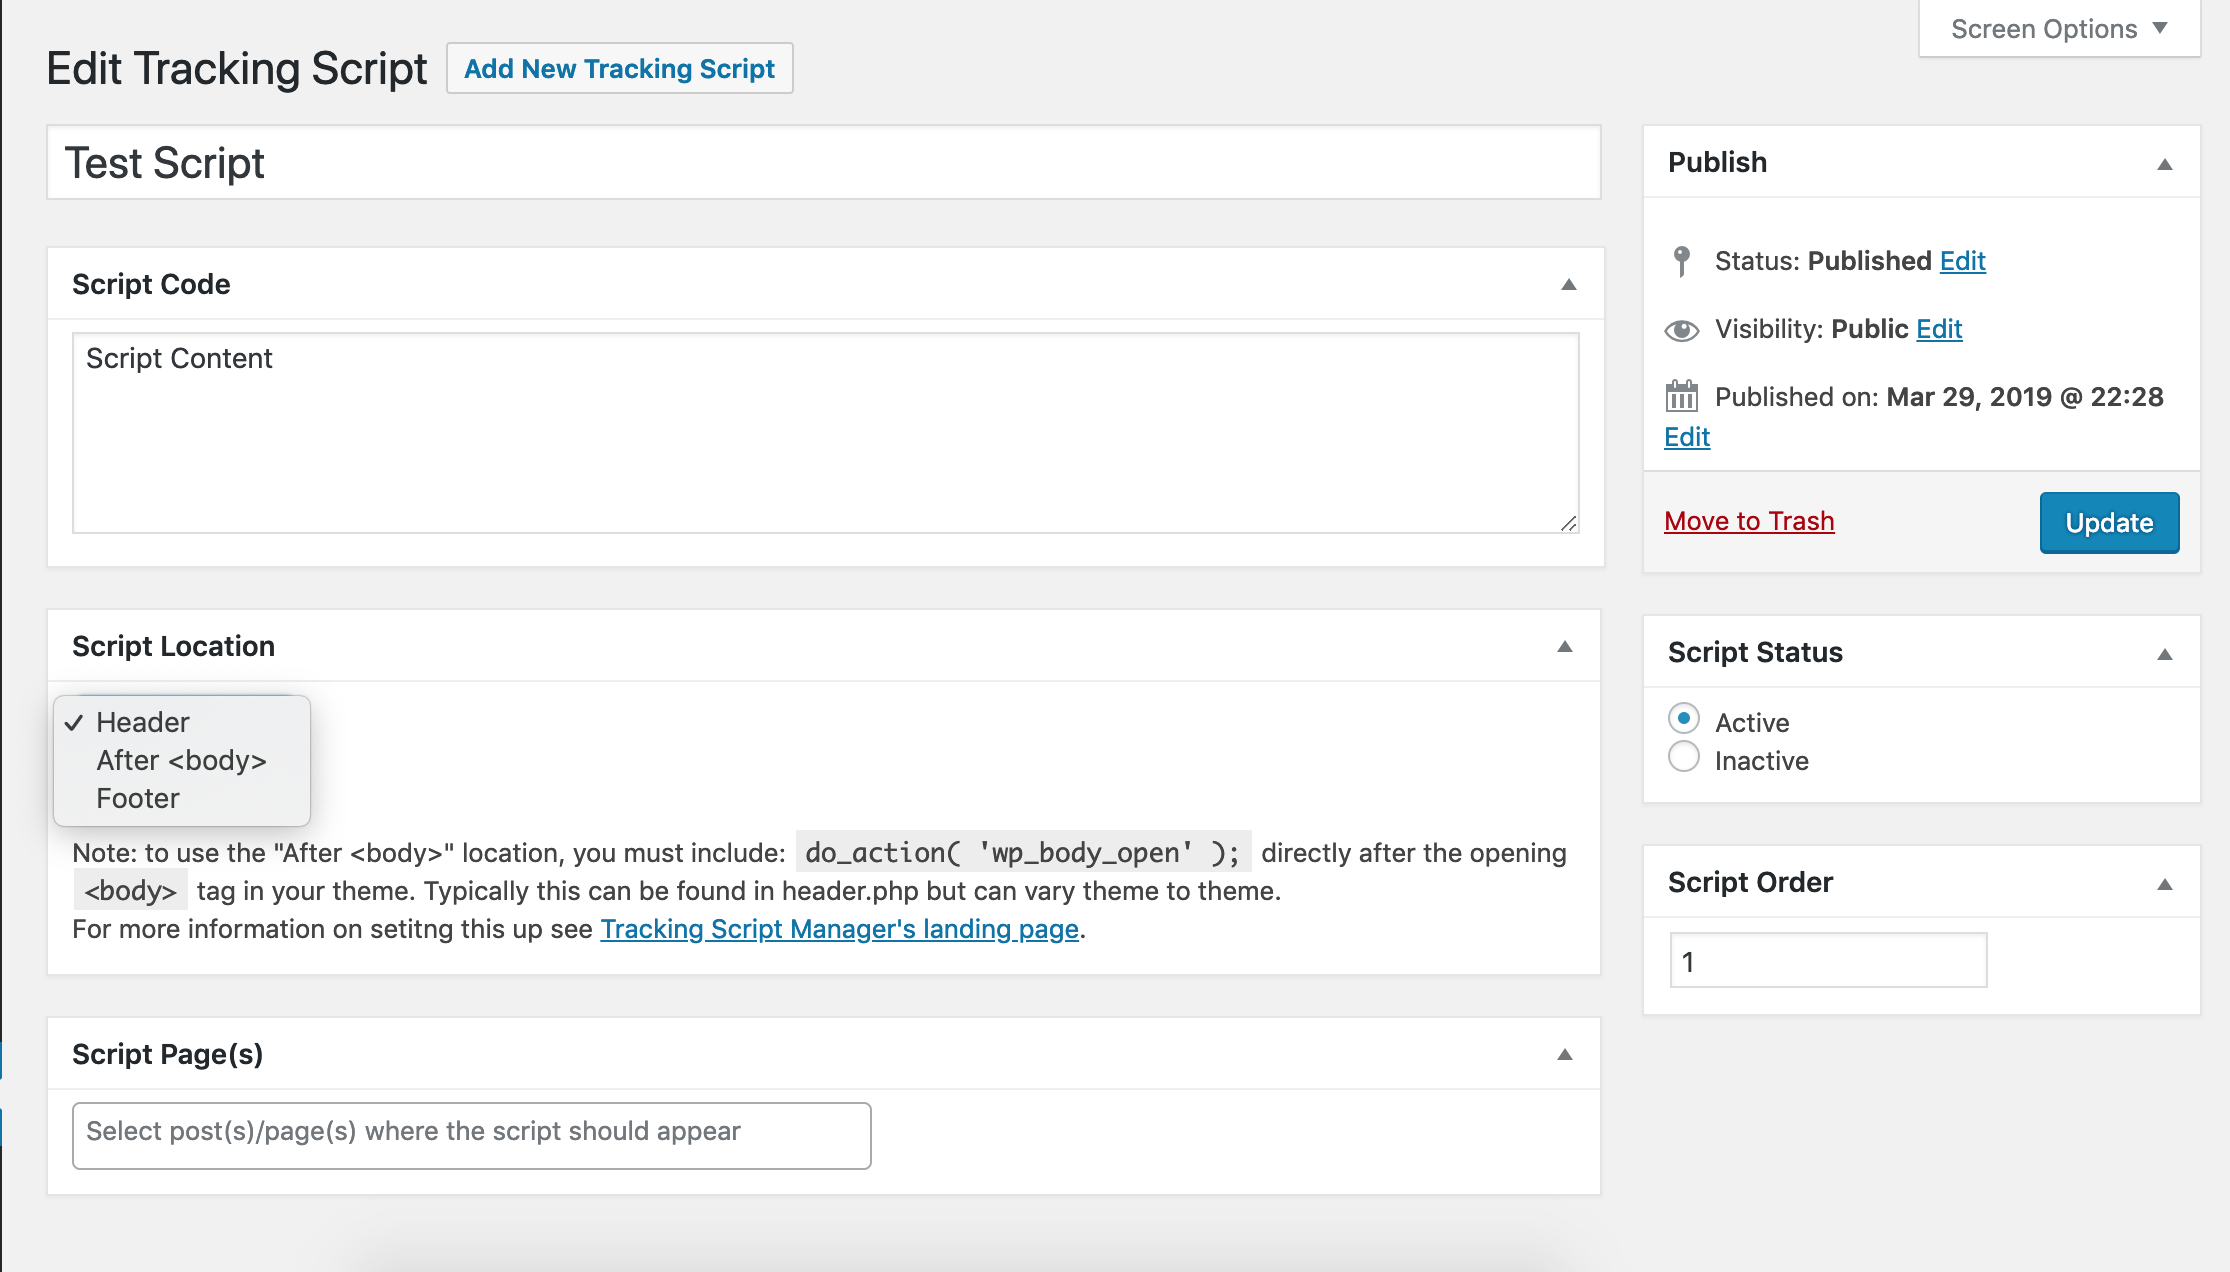 Screen Options
Edit Tracking Script
Add New Tracking Script
Test Script
Script Code
Script Content
Script Location
Header
After <body>
Footer
Note: to use the "After <body>" location, you must include: do_action( 'wp_body_open' ); directly after the opening
<body> tag in your theme. Typically this can be found in header.php but can vary theme to theme.
For more information on setitng this up see Tracking Script Manager's landing page.
Script Page(s)
Select post(s)/page(s) where the script should appear
Publish
Status: Published Edit
Visibility: Public Edit
Published on: Mar 29, 2019 @ 22:28
Edit
Move to Trash
Update
Script Status
Active
Inactive
Script Order
1